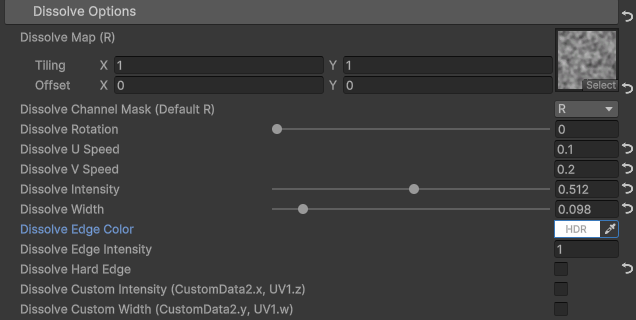 Dissolve Options
Dissolve Map (R)
Tiling X 1 Y 1
Offset X 0 Y 0
Select
Dissolve Channel Mask (Default R) R
Dissolve Rotation 0
Dissolve U Speed 0.1
Dissolve V Speed 0.2
Dissolve Intensity 0.512
Dissolve Width 0.098
Dissolve Edge Color HDR
Dissolve Edge Intensity 1
Dissolve Hard Edge
Dissolve Custom Intensity (CustomData2.x, UV1.z)
Dissolve Custom Width (CustomData2.y, UV1.w)